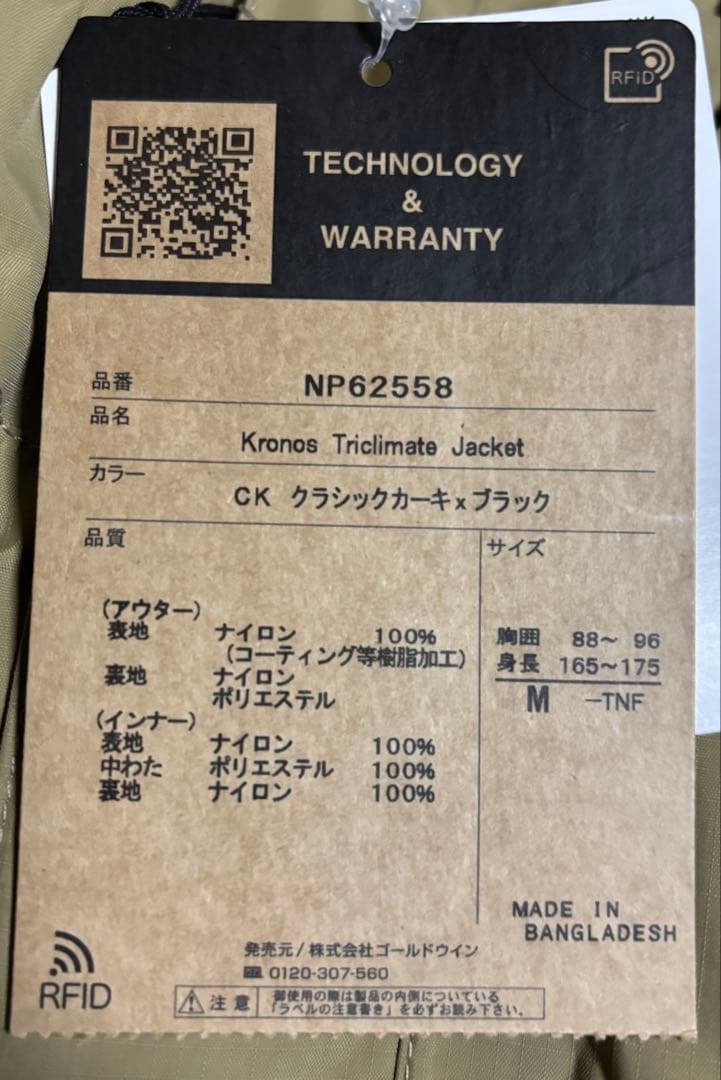 RFiD
TECHNOLOGY
&
WARRANTY
品番 NP62558
品名
Kronos Triclimate Jacket
カラー
CK クラシックカーキxブラック
品質
(アウター)
表地 ナイロン 100%
(コーティング等樹脂加工)
裏地 ナイロン
ポリエステル
(インナー)
表地 ナイロン 100%
中わた ポリエステル 100%
裏地 ナイロン 100%
サイズ
胸囲 88～ 96
身長 165～175
M －TNF
MADE IN
BANGLADESH
RFID
発売元/株式会社ゴールドウイン
0120-307-560
注意
御使用の際は製品の内側についている
「ラベルの注意書き」を必ずお読み下さい。